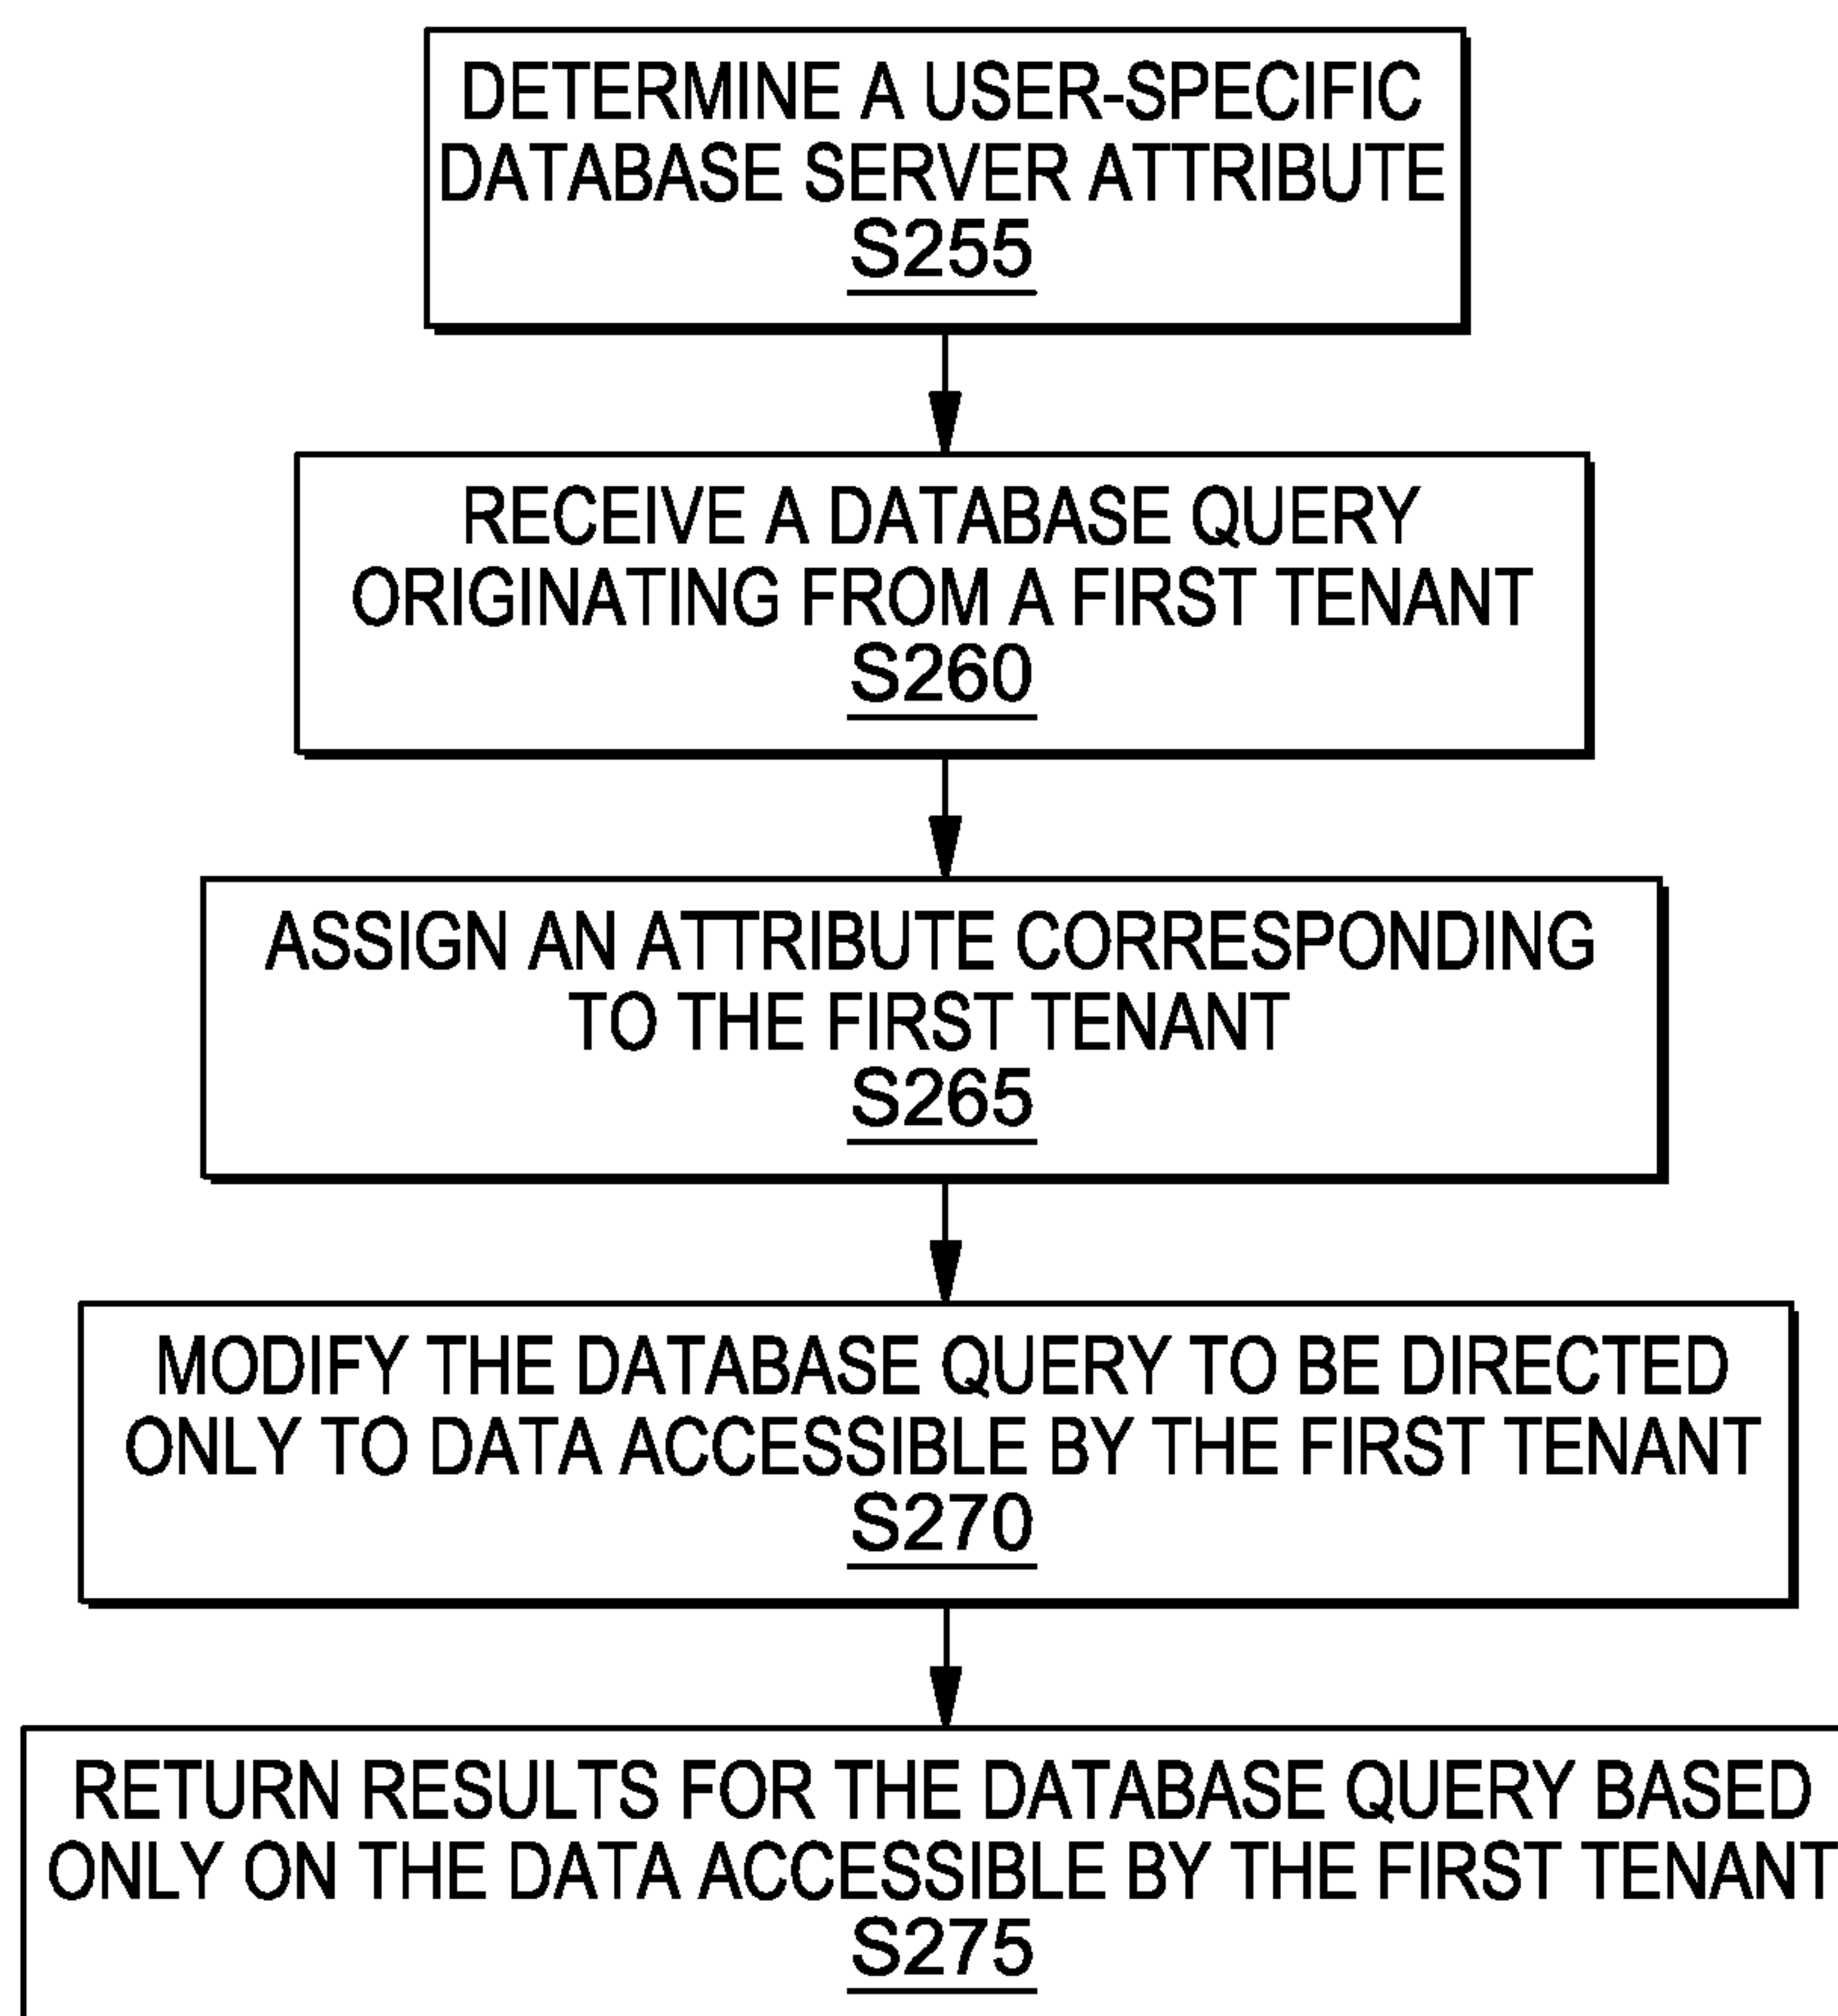 DETERMINE A USER-SPECIFIC
DATABASE SERVER ATTRIBUTE
S255
RECEIVE A DATABASE QUERY
ORIGINATING FROM A FIRST TENANT
S260
ASSIGN AN ATTRIBUTE CORRESPONDING
TO THE FIRST TENANT
S265
MODIFY THE DATABASE QUERY TO BE DIRECTED
ONLY TO DATA ACCESSIBLE BY THE FIRST TENANT
S270
RETURN RESULTS FOR THE DATABASE QUERY BASED
ONLY ON THE DATA ACCESSIBLE BY THE FIRST TENANT
S275